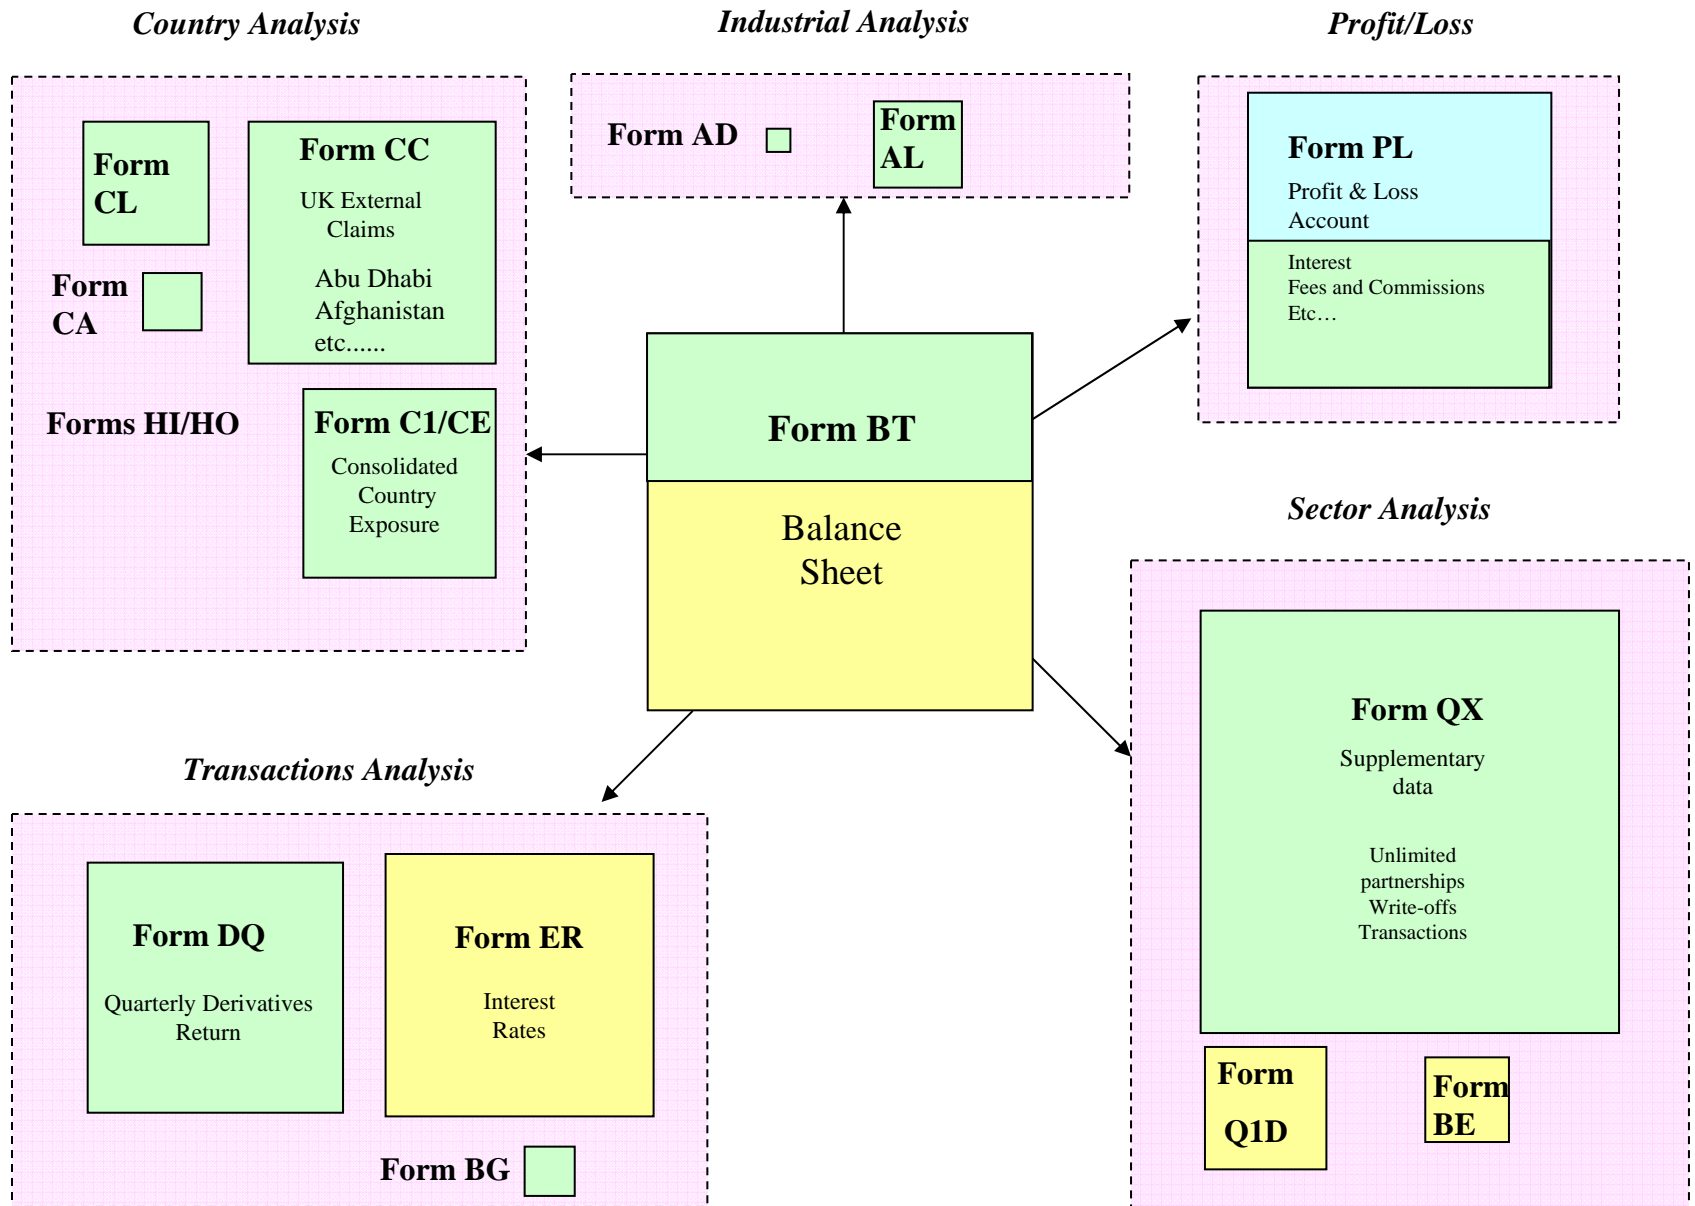 Country Analysis
Industrial Analysis
Profit/Loss
Form
CL
Form CC
UK External
Claims
Abu Dhabi
Afghanistan
etc......
Form
CA
Forms HI/HO
Form C1/CE
Consolidated
Country
Exposure
Form AD
Form
AL
Form PL
Profit & Loss
Account
Interest
Fees and Commissions
Etc…
Form BT
Balance
Sheet
Sector Analysis
Form QX
Supplementary
data
Unlimited
partnerships
Write-offs
Transactions
Form
Q1D
Form
BE
Transactions Analysis
Form DQ
Quarterly Derivatives
Return
Form ER
Interest
Rates
Form BG